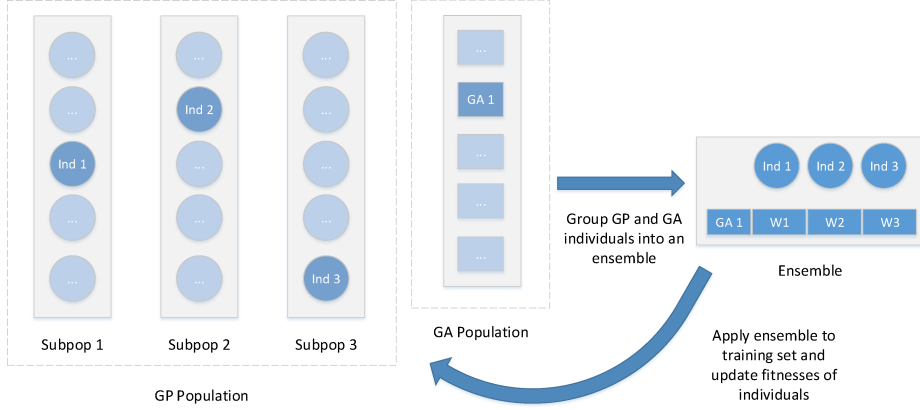 ...
...
...
...
Ind 2
...
GA 1
Ind 1
...
...
...
Ind 1
Ind 2
Ind 3
...
...
...
...
GA 1
W1
W2
W3
Group GP and GA
individuals into an
ensemble
...
...
Ind 3
...
Ensemble
Subpop 1
Subpop 2
Subpop 3
GA Population
Apply ensemble to
training set and
update fitnesses of
individuals
GP Population